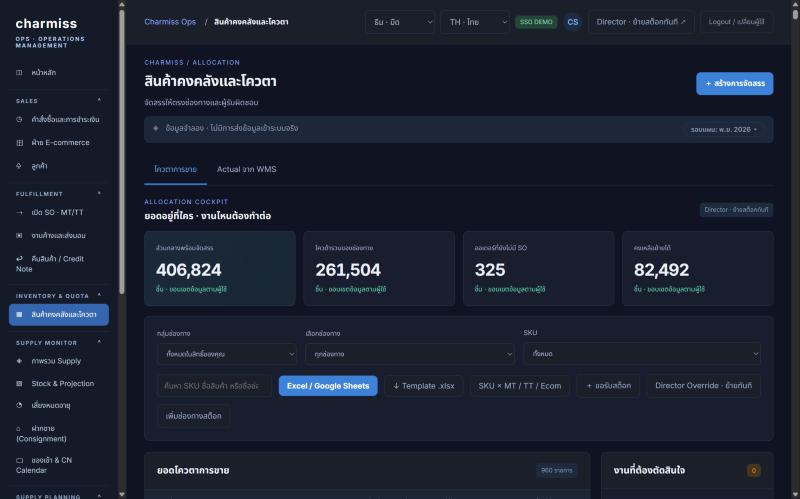 charmiss
OPS · OPERATIONS
MANAGEMENT
หน้าหลัก
SALES
คำสั่งซื้อและการชำระเงิน
ฝ่าย E-commerce
ลูกค้า
FULFILLMENT
เปิด SO · MT/TT
งานค้างและส่งมอบ
คืนสินค้า / Credit
Note
INVENTORY & QUOTA
สินค้าคงคลังและโควตา
SUPPLY MONITOR
ภาพรวม Supply
Stock & Projection
เสี่ยงหมดอายุ
ฝากขาย
(Consignment)
ของเข้า & CN
Calendar
SUPPLY PLANNING
Charmiss Ops / สินค้าคงคลังและโควตา
ธีม · มืด
TH · ไทย
SSO DEMO
CS
Director · ย้ายสต็อกทันที ↗
Logout / เปลี่ยนผู้ใช้
CHARMISS / ALLOCATION
สินค้าคงคลังและโควตา
จัดสรรให้ตรงช่องทางและผู้รับผิดชอบ
+ สร้างการจัดสรร
ข้อมูลจำลอง · ไม่มีการส่งข้อมูลเข้าระบบจริง
รอบแผน: พ.ย. 2026
โควตาการขาย
Actual จาก WMS
ALLOCATION COCKPIT
ยอดอยู่ที่ใคร · งานไหนต้องทำต่อ
Director · ย้ายสต็อกทันที
ส่วนกลางพร้อมจัดสรร
406,824
ชิ้น · ขอบเขตข้อมูลตามผู้ใช้
โควต้ารวมของช่องทาง
261,504
ชิ้น · ขอบเขตข้อมูลตามผู้ใช้
ออเดอร์ที่ยังไม่มี SO
325
ชิ้น · ขอบเขตข้อมูลตามผู้ใช้
คงเหลือขายได้
82,492
ชิ้น · ขอบเขตข้อมูลตามผู้ใช้
กลุ่มช่องทาง
ทั้งหมดในสิทธิ์ของคุณ
เลือกช่องทาง
ทุกช่องทาง
SKU
ทั้งหมด
ค้นหา SKU ชื่อสินค้า หรือชื่อช่อ
Excel / Google Sheets
↓ Template .xlsx
SKU × MT / TT / Ecom
+ ขอรับสต็อก
Director Override · ย้ายทันที
เพิ่มช่องทางสต็อก
ยอดโควตาการขาย
960 รายการ
งานที่ต้องตัดสินใจ
0